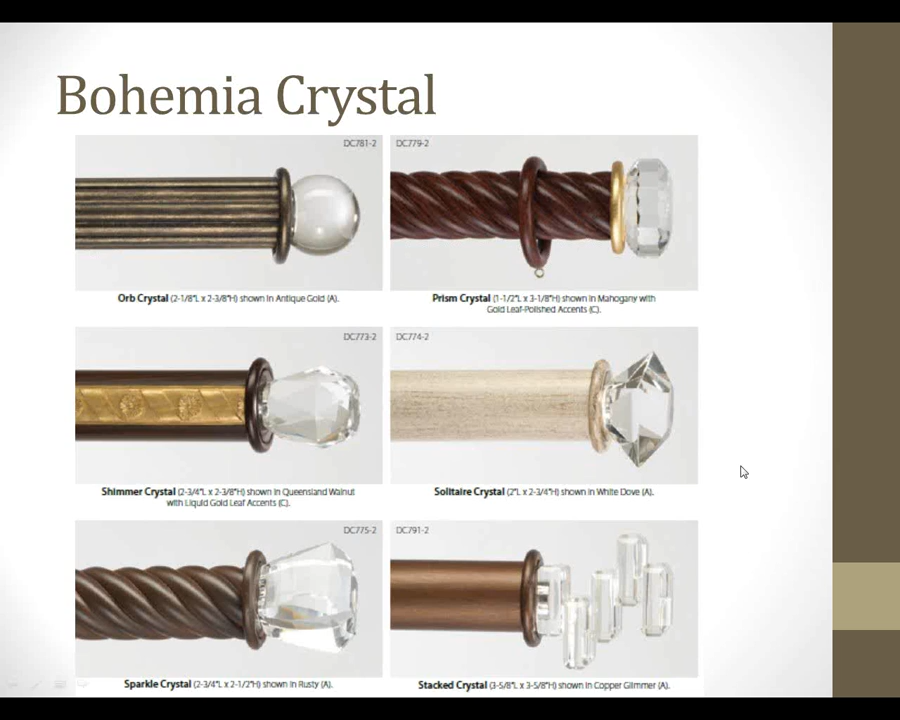 Bohemia Crystal
DC781-2
DC779-2
Orb Crystal (2-1/8"L x 2-3/8"H) shown in Antique Gold (A).
Prism Crystal (1-1/2"L x 3-1/8"H) shown in Mahogany with
Gold Leaf-Polished Accents (C).
DC773-2
DC774-2
Shimmer Crystal (2-3/4"L x 2-3/8"H) shown in Queensland Walnut
with Liquid Gold Leaf Accents (C).
Solitaire Crystal (2"L x 2-3/4"H) shown in White Dove (A).
DC775-2
DC791-2
Sparkle Crystal (2-3/4"L x 2-1/2"H) shown in Rusty (A).
Stacked Crystal (3-5/8"L x 3-5/8"H) shown in Copper Glimmer (A).